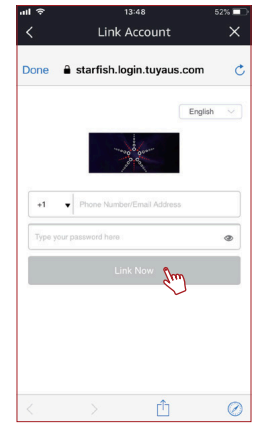 13:48
52%
Link Account
Done starfish.login.tuyaus.com
English
+1 Phone Number/Email Address
Type your password here
Link Now